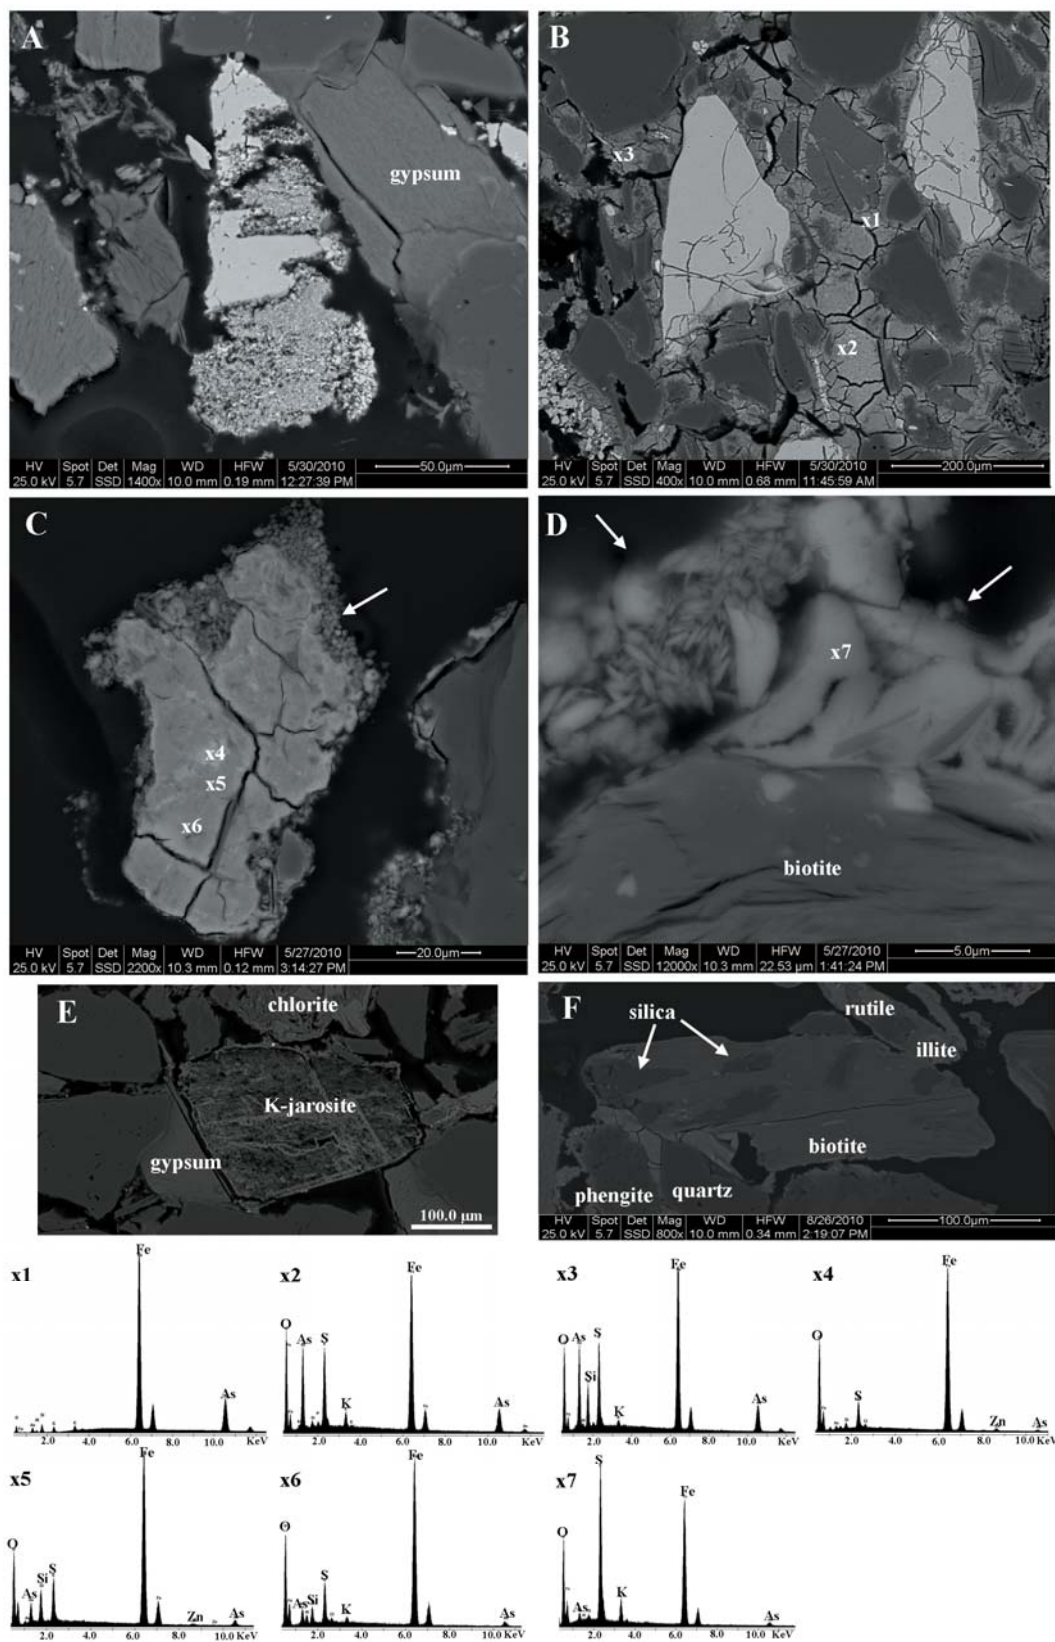 A
gypsum
HV Spot Det Mag WD HFW 5/30/2010 50.0µm
25.0 kV 5.7 SSD 1400x 10.0 mm 0.19 mm 12:27:39 PM
B
x3
x1
x2
HV Spot Det Mag WD HFW 5/30/2010 200.0µm
25.0 kV 5.7 SSD 400x 10.0 mm 0.68 mm 11:45:59 AM
C
x4
x5
x6
HV Spot Det Mag WD HFW 5/27/2010 20.0µm
25.0 kV 5.7 SSD 2200x 10.3 mm 0.12 mm 3:14:27 PM
D
x7
biotite
HV Spot Det Mag WD HFW 5/27/2010 5.0µm
25.0 kV 5.7 SSD 12000x 10.3 mm 22.53 µm 1:41:24 PM
E
chlorite
K-jarosite
gypsum
100.0 µm
F
silica
rutile
illite
biotite
phengite quartz
HV Spot Det Mag WD HFW 8/26/2010 100.0µm
25.0 kV 5.7 SSD 800x 10.0 mm 0.34 mm 2:19:07 PM
x1
Fe
As
2.0 4.0 6.0 8.0 10.0 KeV
x2
Fe
O
As
S
K
As
2.0 4.0 6.0 8.0 10.0 KeV
x3
Fe
O
As
S
Si
K
As
2.0 4.0 6.0 8.0 10.0 KeV
x4
Fe
O
S
Zn
As
2.0 4.0 6.0 8.0 10.0 KeV
x5
Fe
O
As
Si
S
Zn
As
2.0 4.0 6.0 8.0 10.0 KeV
x6
Fe
O
As
Si
S
K
As
2.0 4.0 6.0 8.0 10.0 KeV
x7
S
Fe
O
As
K
As
2.0 4.0 6.0 8.0 10.0 KeV